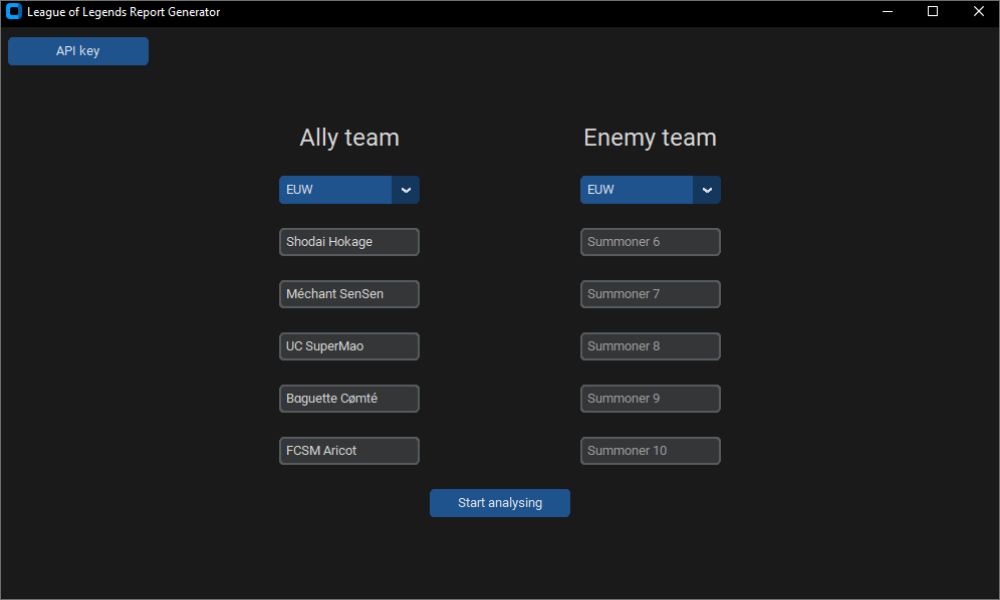 League of Legends Report Generator
API key
Ally team
Enemy team
EUW
EUW
Shodai Hokage
Summoner 6
Méchant SenSen
Summoner 7
UC SuperMao
Summoner 8
Baguette Cømté
Summoner 9
FCSM Aricot
Summoner 10
Start analysing